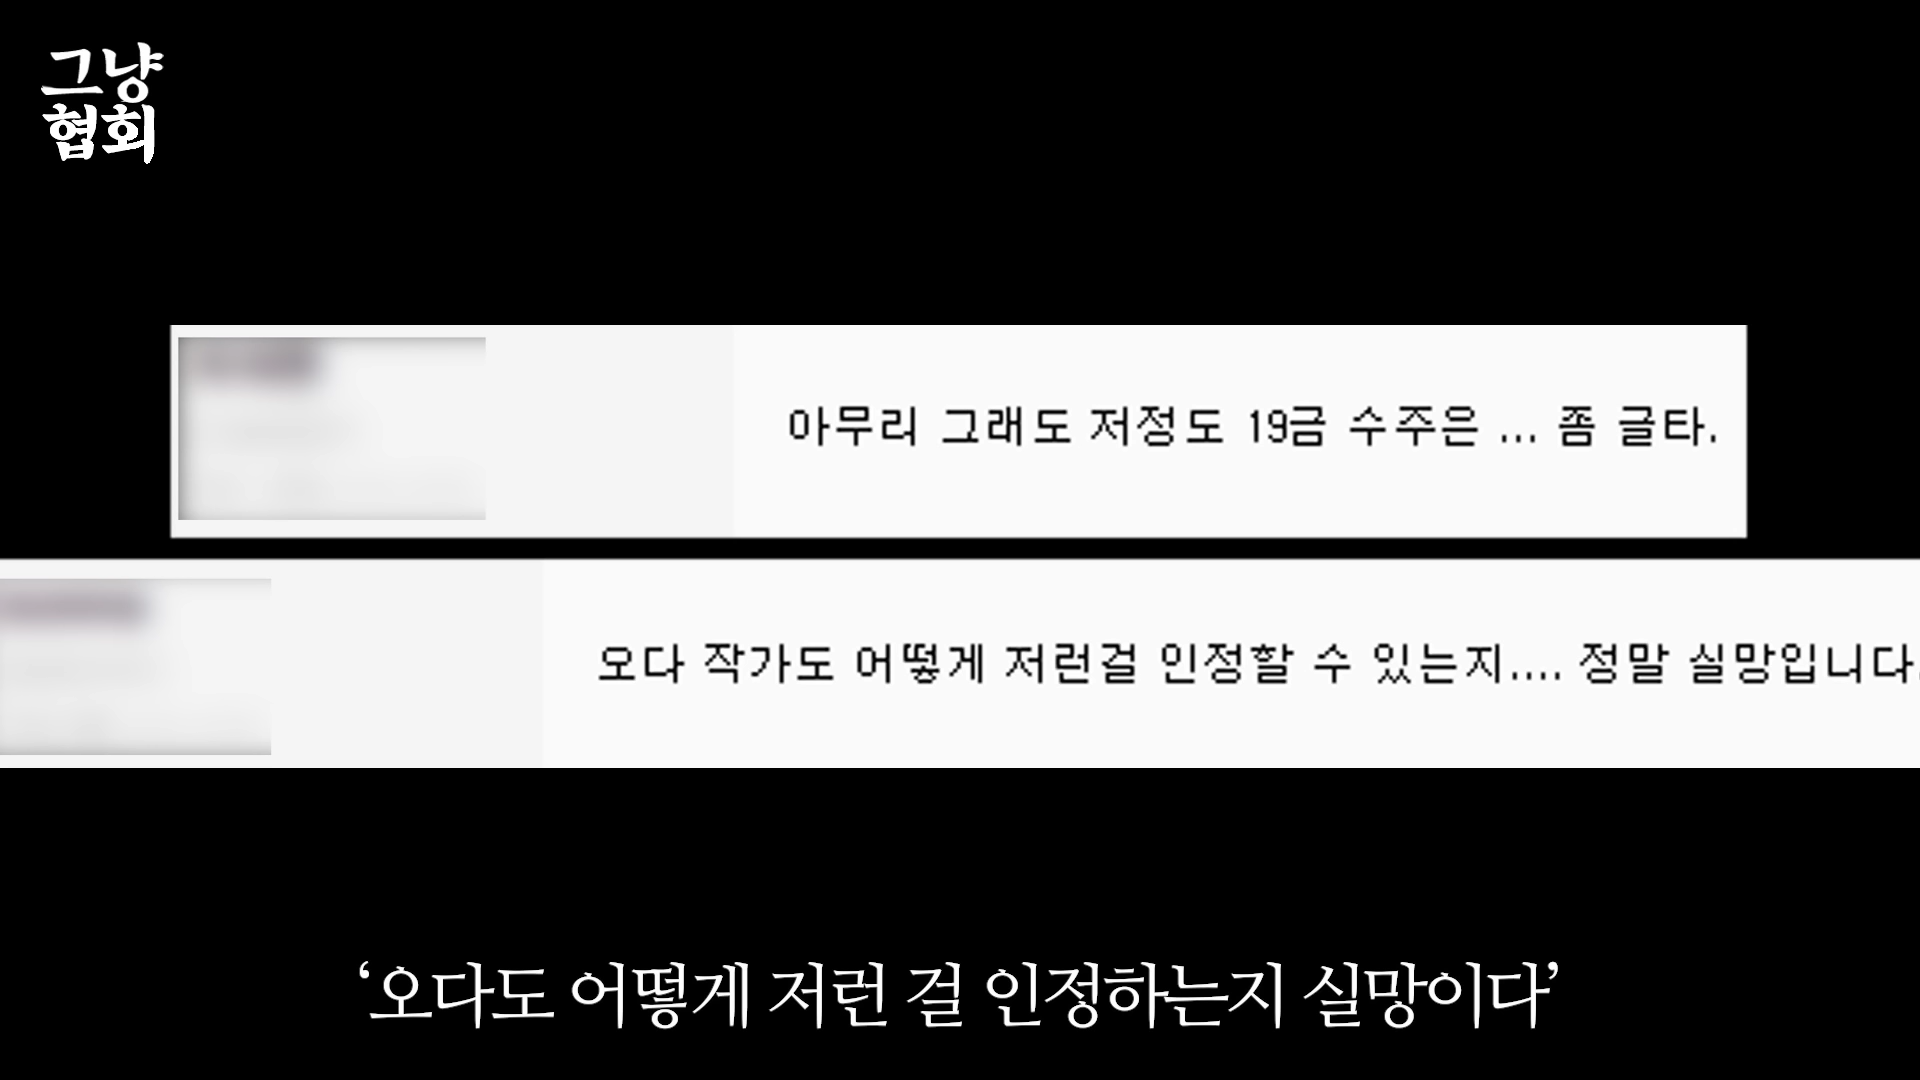 그냥
협회
아무리 그래도 저정도 19금 수주은 ... 좀 글타.
오다 작가도 어떻게 저런걸 인정할 수 있는지.... 정말 실망입니다.
‘오다도 어떻게 저런 걸 인정하는지 실망이다’